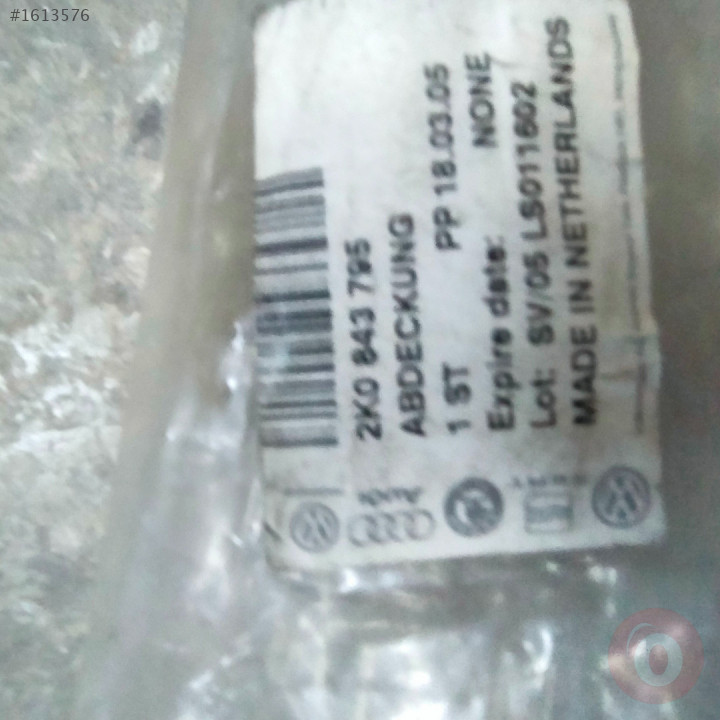 #1613576
2K0 843 795
ABDECKUNG
1 ST PP 18.03.05
Expire date: NONE
Lot: SV/05 LS011602
MADE IN NETHERLANDS